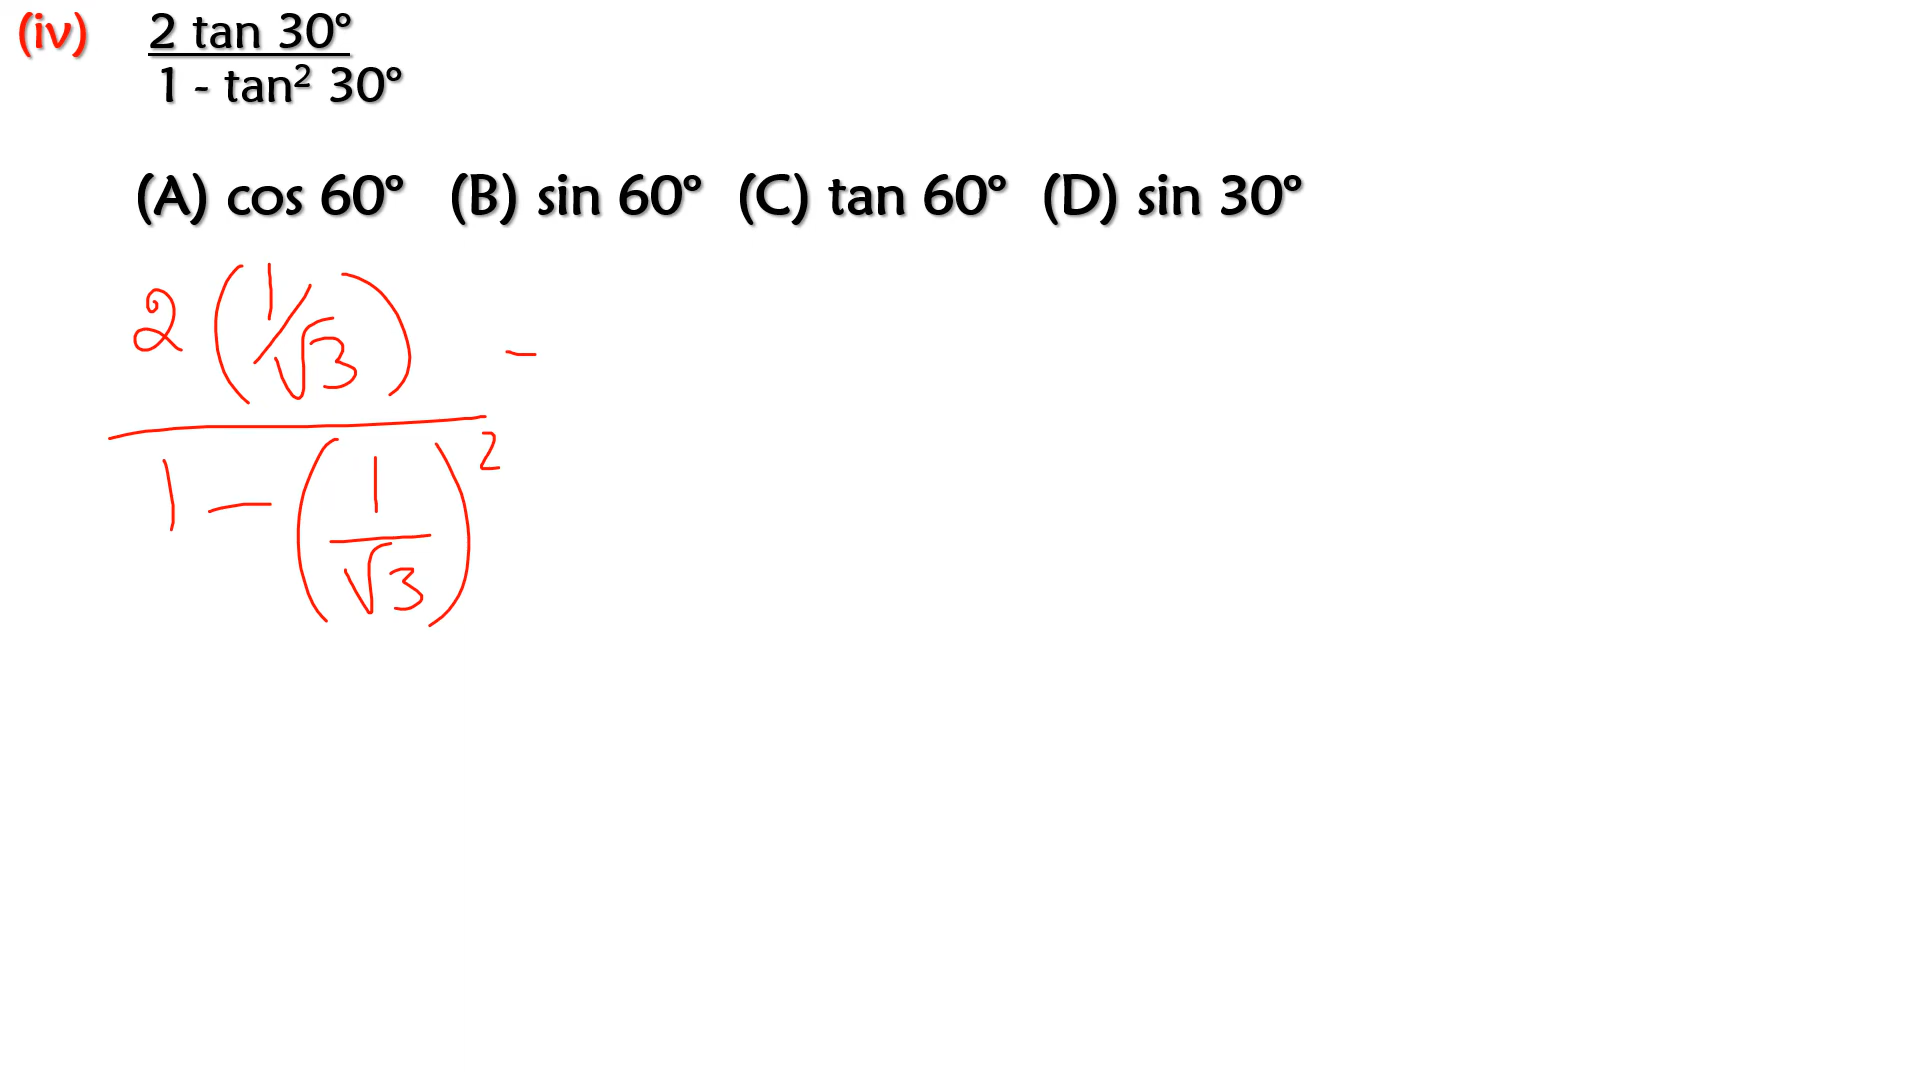 (iv) 2 tan 30°
1 - tan² 30°
(A) cos 60° (B) sin 60° (C) tan 60° (D) sin 30°
2 (1/√3) -
1 - (1/√3)²